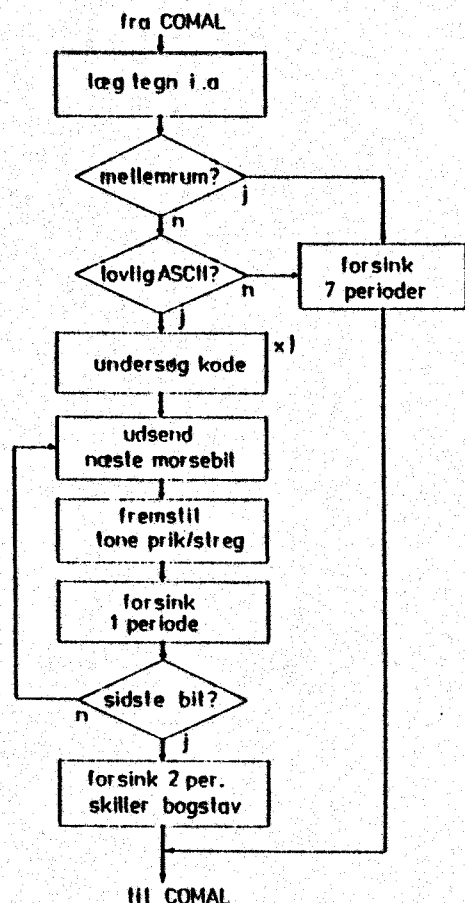 fra COMAL
læg tegn i .a
mellemrum?
j
n
lovlig ASCII?
n
j
forsink
7 perioder
x)
undersøg kode
udsend
næste morsebit
fremstil
tone prik/streg
forsink
1 periode
sidste bit?
n
j
forsink 2 per.
skiller bogstav
til COMAL